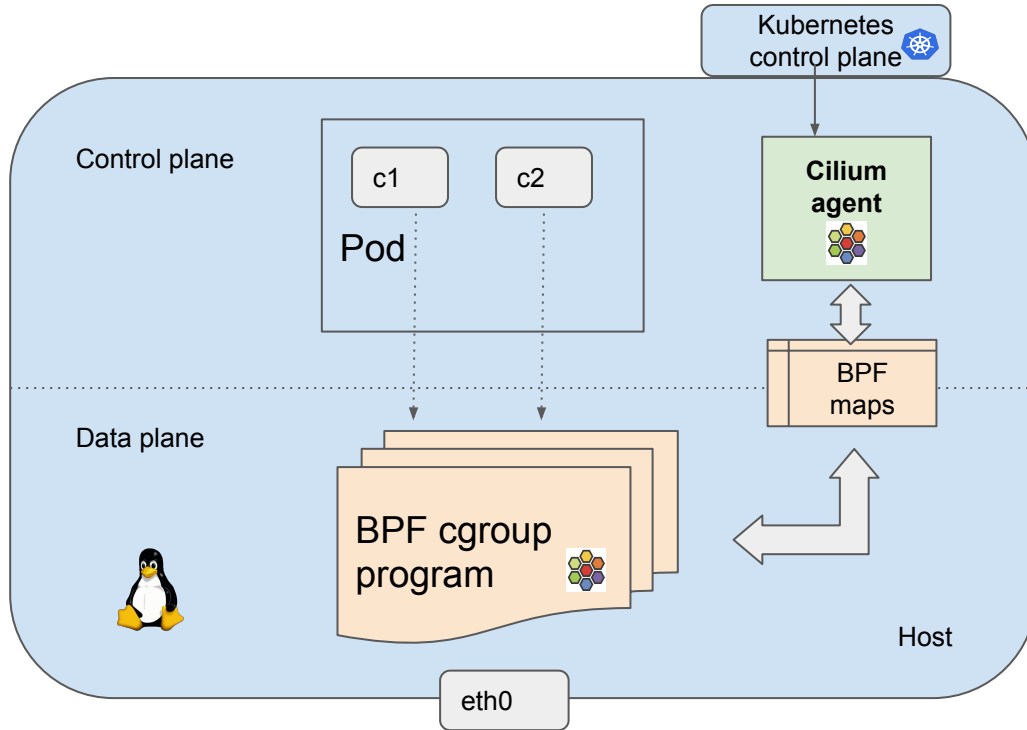 Kubernetes
control plane
Control plane
c1
c2
Pod
Cilium
agent
BPF
maps
Data plane
BPF cgroup
program
Host
eth0